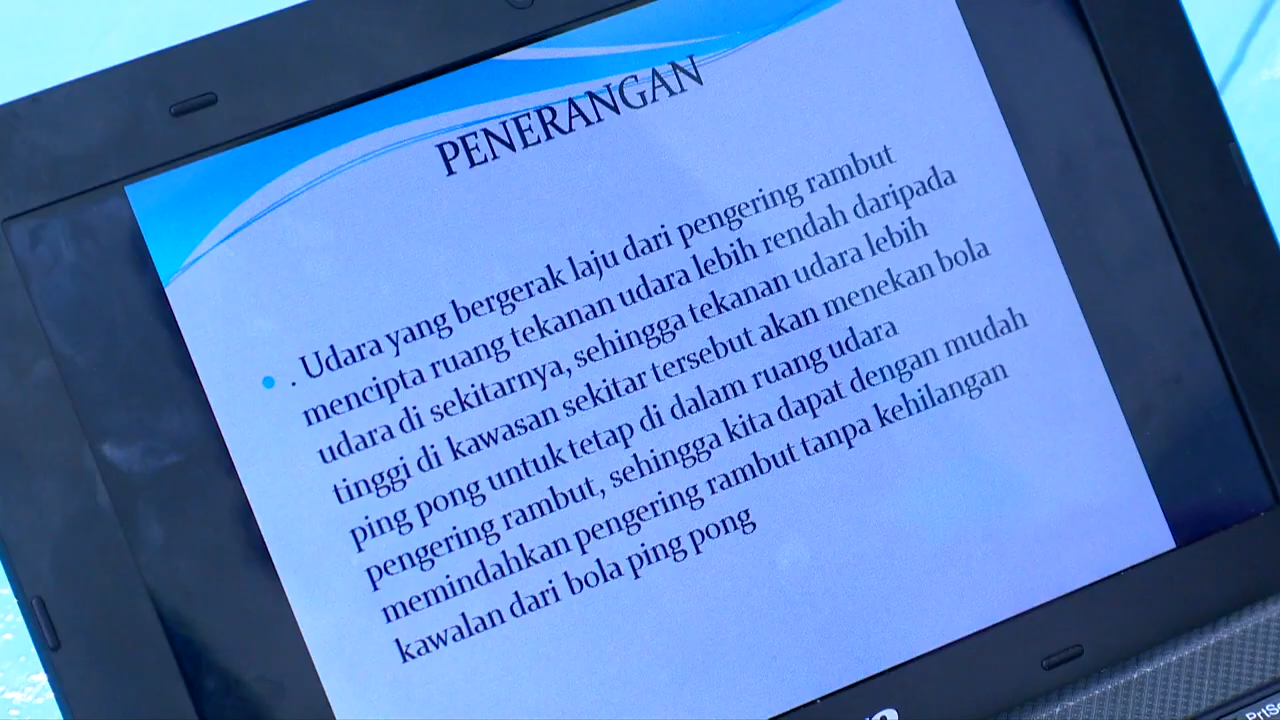 PENERANGAN
. Udara yang bergerak laju dari pengering rambut
mencipta ruang tekanan udara lebih rendah daripada
udara di sekitarnya, sehingga tekanan udara lebih
tinggi di kawasan sekitar tersebut akan menekan bola
ping pong untuk tetap di dalam ruang udara
pengering rambut, sehingga kita dapat dengan mudah
memindahkan pengering rambut tanpa kehilangan
kawalan dari bola ping pong